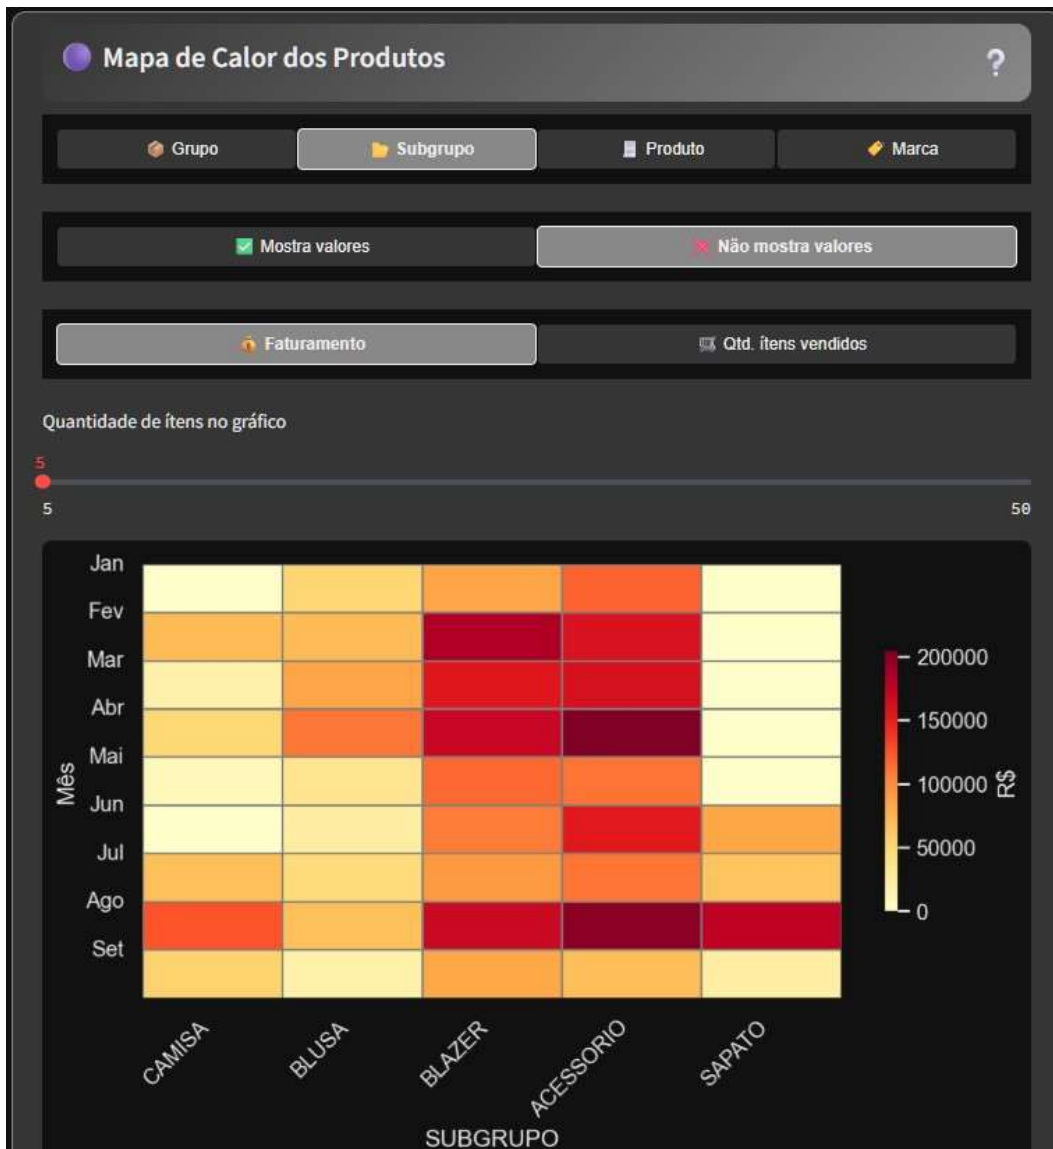 Mapa de Calor dos Produtos ?
Grupo Subgrupo Produto Marca
Mostra valores Não mostra valores
Faturamento Qtd. ítens vendidos
Quantidade de ítens no gráfico
5
5 50
Jan
Fev
Mar
Abr
Mai
Jun
Jul
Ago
Set
Mês
200000
150000
100000
50000
0
R$
CAMISA BLUSA BLAZER ACESSORIO SAPATO
SUBGRUPO